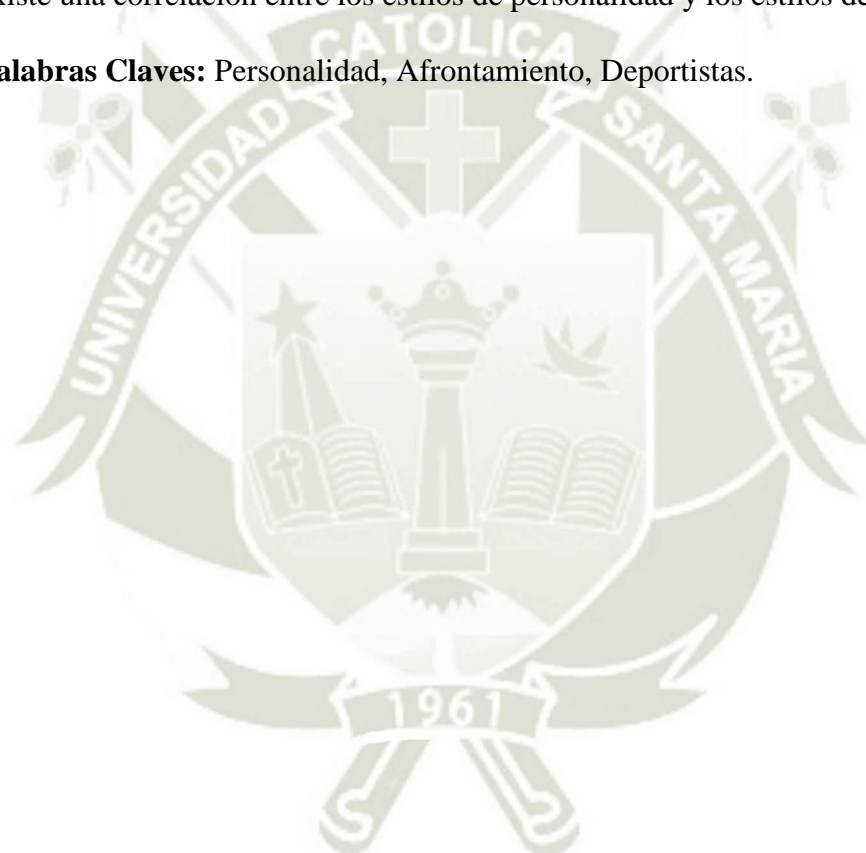 xiste una correlación entre los estilos de personalidad y los estilos de
alabras Claves: Personalidad, Afrontamiento, Deportistas.
UNIVERSIDAD CATOLICA SANTA MARIA
1961